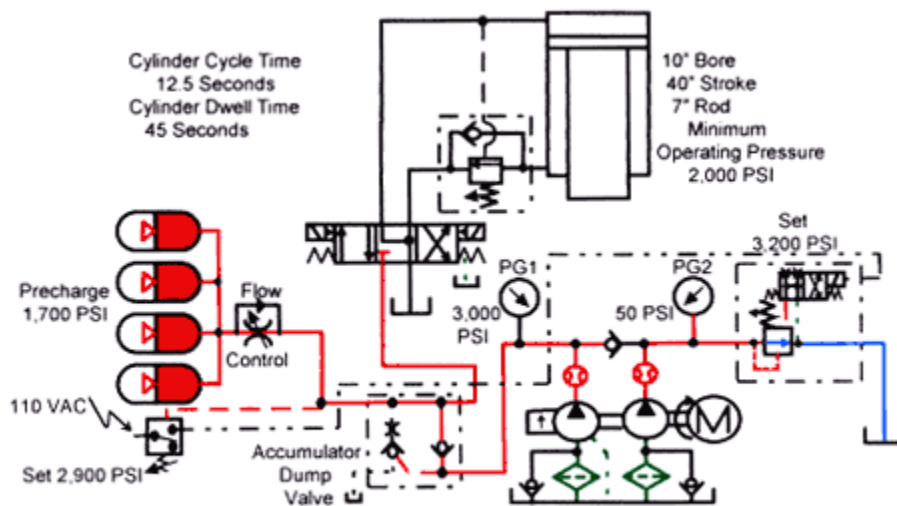 Cylinder Cycle Time
12.5 Seconds
Cylinder Dwell Time
45 Seconds
10" Bore
40" Stroke
7" Rod
Minimum
Operating Pressure
2,000 PSI
Set
3,200 PSI
Precharge
1,700 PSI
Flow
Control
PG1
3,000
PSI
PG2
50 PSI
110 VAC
Set 2,900 PSI
Accumulator
Dump
Valve
M